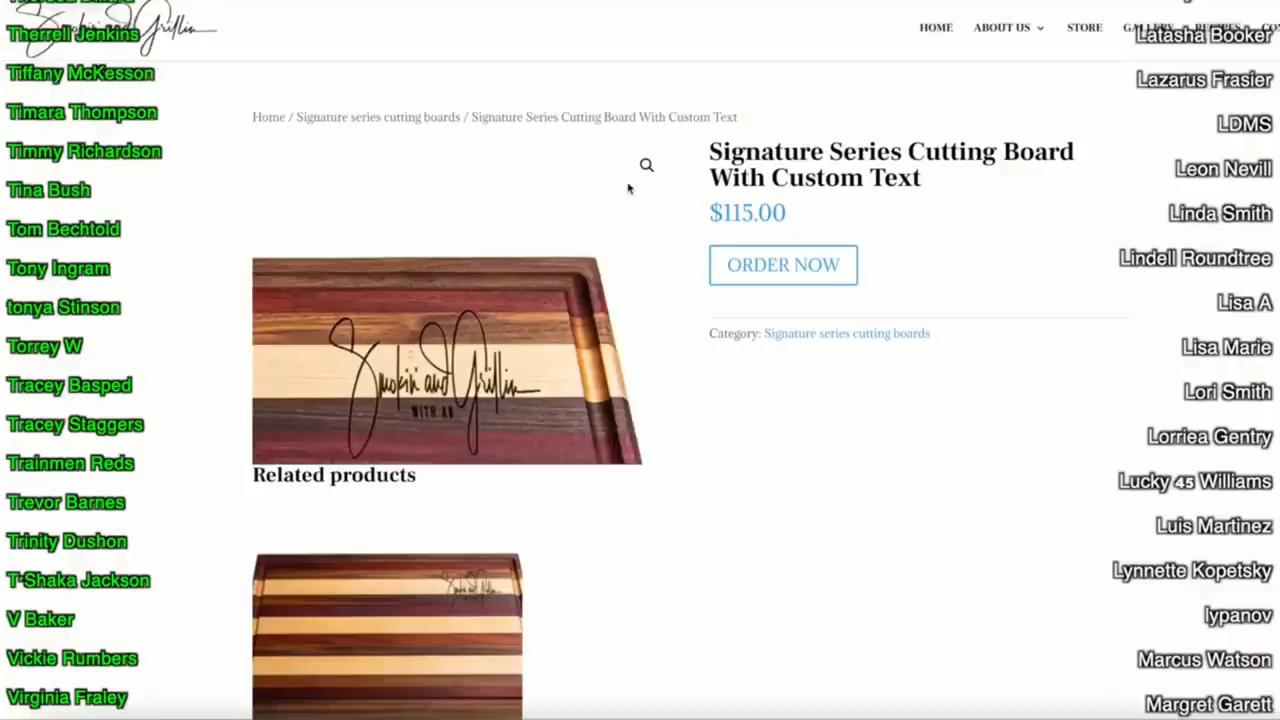 Smokin and Grillin
HOME
ABOUT US
STORE
GALLERY
RECIPES
Therrell Jenkins
Tiffany McKesson
Timara Thompson
Timmy Richardson
Tina Bush
Tom Bechtold
Tony Ingram
tonya Stinson
Torrey W
Tracey Basped
Tracey Staggers
Trainmen Reds
Trevor Barnes
Trinity Dushon
T-Shaka Jackson
V Baker
Vickie Rumbers
Virginia Fraley
Home / Signature series cutting boards / Signature Series Cutting Board With Custom Text
Smokin and Grillin
WITH AB
Related products
Signature Series Cutting Board
With Custom Text
$115.00
ORDER NOW
Category: Signature series cutting boards
Latasha Booker
Lazarus Frasier
LDMS
Leon Nevill
Linda Smith
Lindell Roundtree
Lisa A
Lisa Marie
Lori Smith
Lorriea Gentry
Lucky 45 Williams
Luis Martinez
Lynnette Kopetsky
lypanov
Marcus Watson
Margret Garett